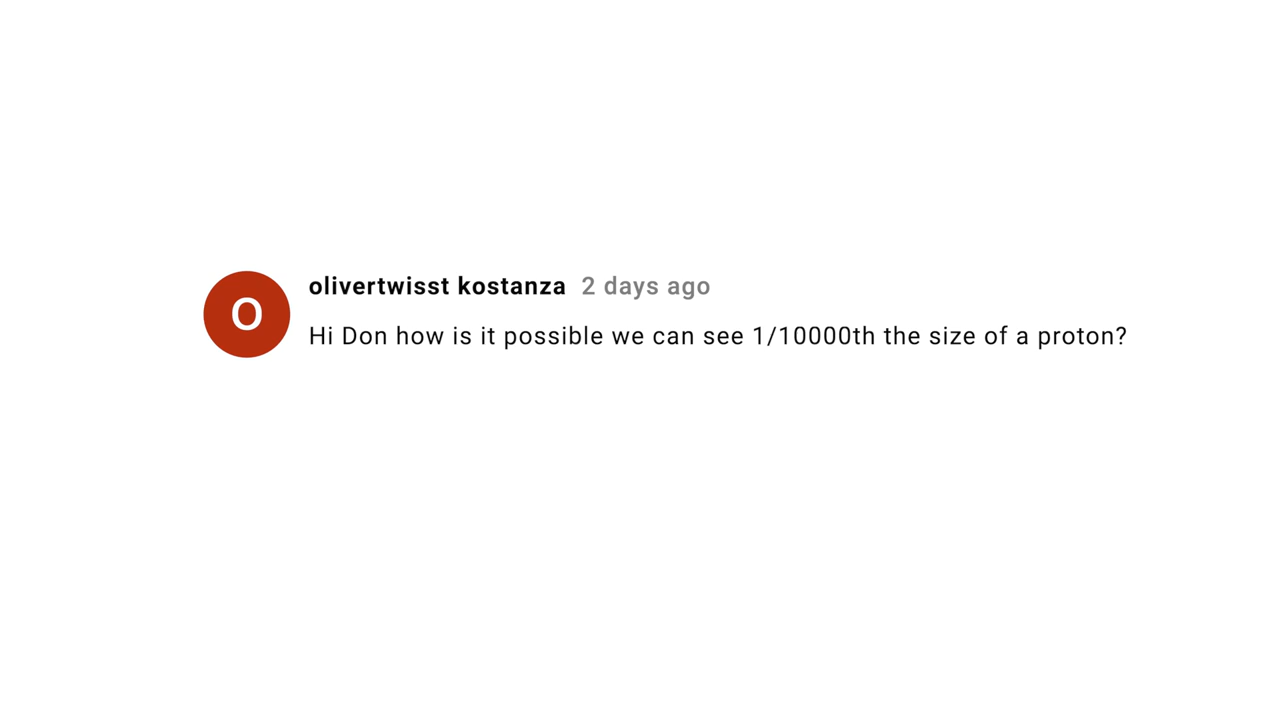 O
olivertwisst kostanza 2 days ago
Hi Don how is it possible we can see 1/10000th the size of a proton?